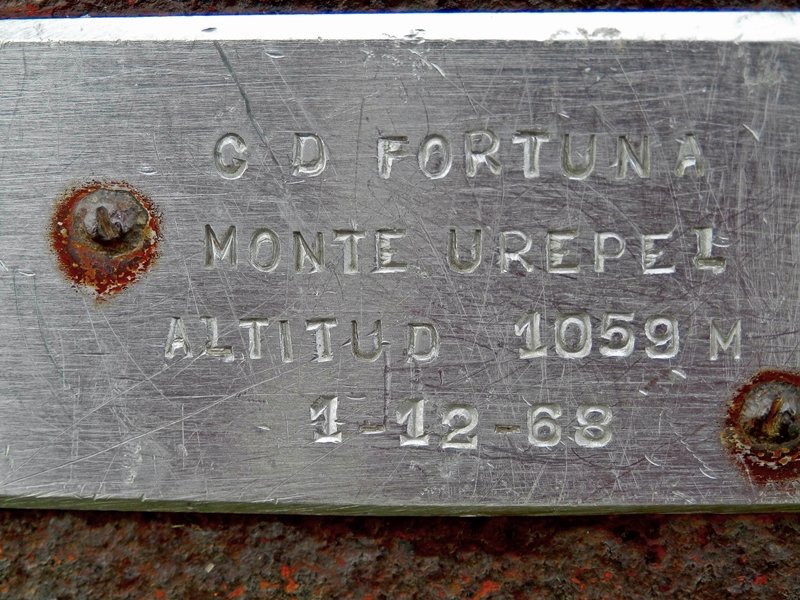 G D FORTUNA
MONTE UREPEL
ALTITUD 1059 M
1-12-68